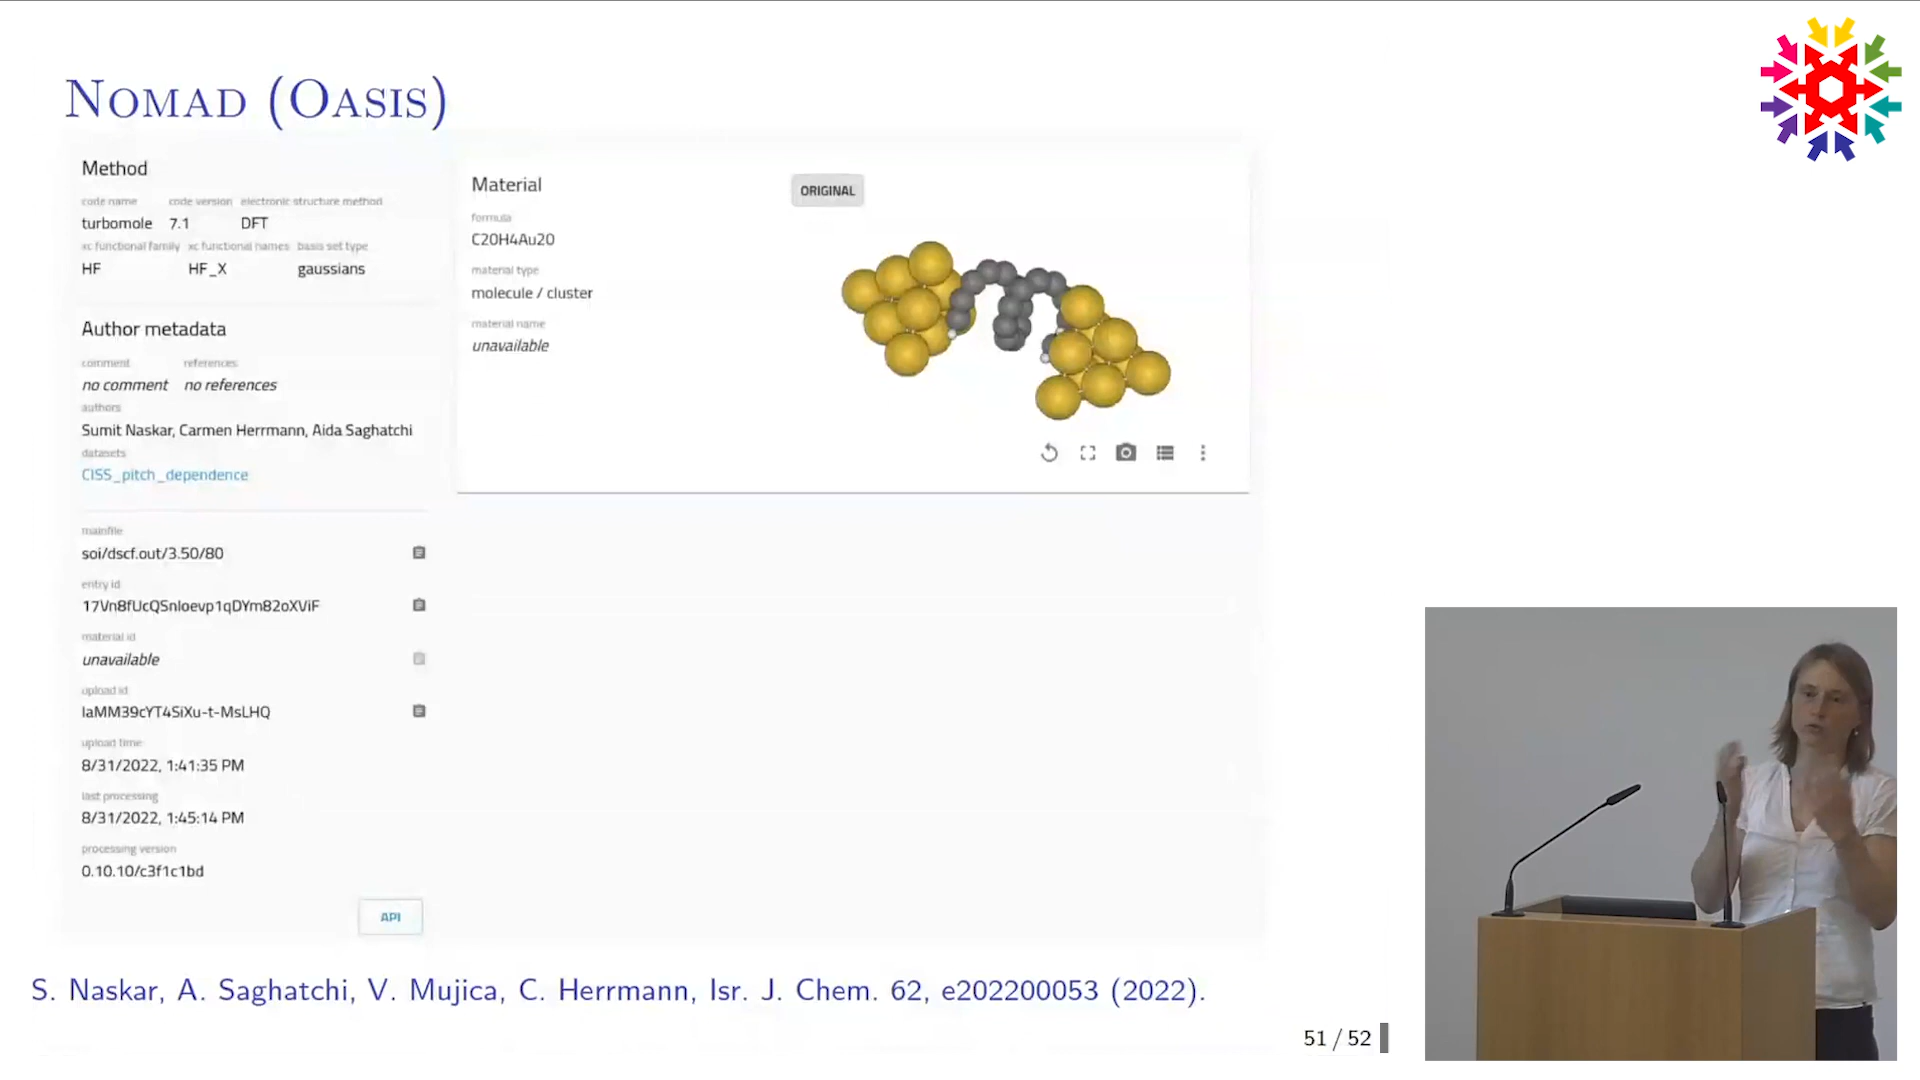 NOMAD (OASIS)
Method
code name code version electronic structure method
turbomole 7.1 DFT
xc functional family xc functional names basis set type
HF HF_X gaussians
Author metadata
comment references
no comment no references
authors
Sumit Naskar, Carmen Herrmann, Aida Saghatchi
datasets
CISS_pitch_dependence
mainfile
soi/dscf.out/3.50/80
entry id
17Vn8fUcQSnloevp1qDYm82oXViF
material id
unavailable
upload id
laMM39cYT4SiXu-t-MsLHQ
upload time
8/31/2022, 1:41:35 PM
last processing
8/31/2022, 1:45:14 PM
processing version
0.10.10/c3f1c1bd
API
Material
formula
C20H4Au20
material type
molecule / cluster
material name
unavailable
ORIGINAL
S. Naskar, A. Saghatchi, V. Mujica, C. Herrmann, Isr. J. Chem. 62, e202200053 (2022).
51 / 52